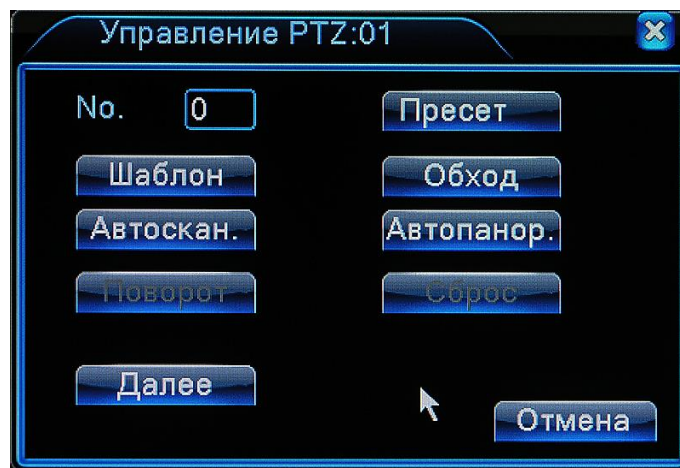 Управление PTZ:01
No. 0 Пресет
Шаблон Обход
Автоскан. Автопанор.
Поворот Сброс
Далее
Отмена